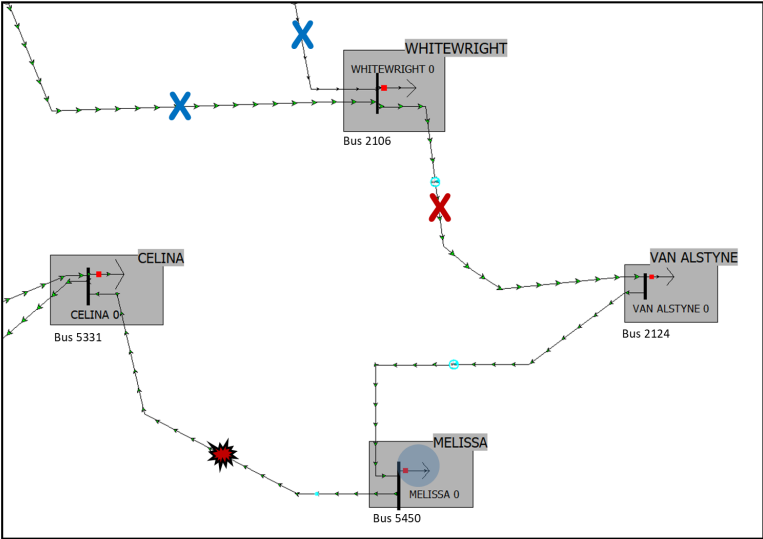 WHITEWRIGHT
WHITEWRIGHT 0
Bus 2106
CELINA
CELINA 0
Bus 5331
VAN ALSTYNE
VAN ALSTYNE 0
Bus 2124
MELISSA
MELISSA 0
Bus 5450